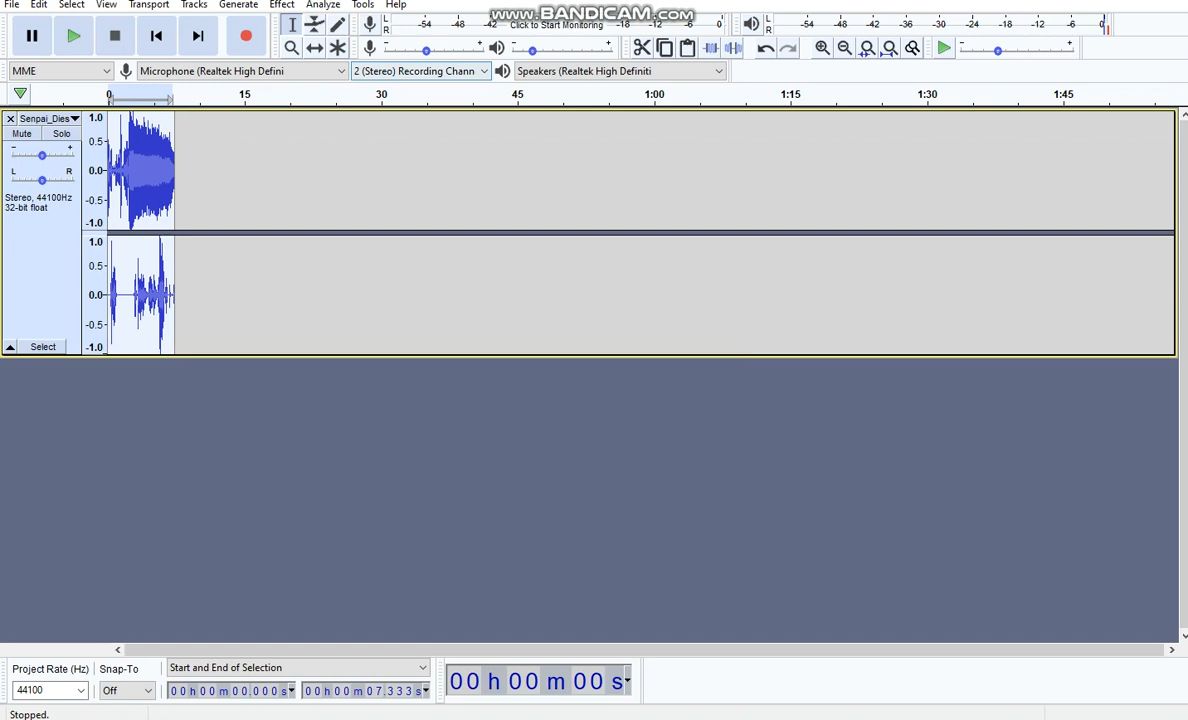 File Edit Select View Transport Tracks Generate Effect Analyze Tools Help
www.BANDICAM.com
L R -54 -48 -42 Click to Start Monitoring -18 -12 -6 0
L R -54 -48 -42 -36 -30 -24 -18 -12 -6 0
MME Microphone (Realtek High Defini 2 (Stereo) Recording Chann Speakers (Realtek High Definiti
0 15 30 45 1:00 1:15 1:30 1:45
Senpai_Dies
Mute Solo
- +
L R
Stereo, 44100Hz
32-bit float
Select
1.0
0.5
0.0
-0.5
-1.0
1.0
0.5
0.0
-0.5
-1.0
Project Rate (Hz) Snap-To Start and End of Selection
44100 Off 00h00m00.000s 00h00m07.333s 00h00m00s
Stopped.